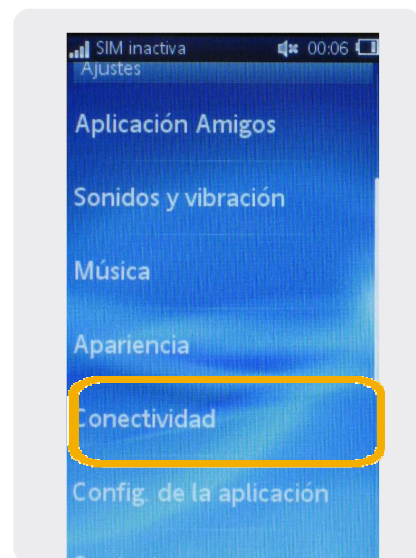 SIM inactiva 00:06
Ajustes
Aplicación Amigos
Sonidos y vibración
Música
Apariencia
Conectividad
Config. de la aplicación